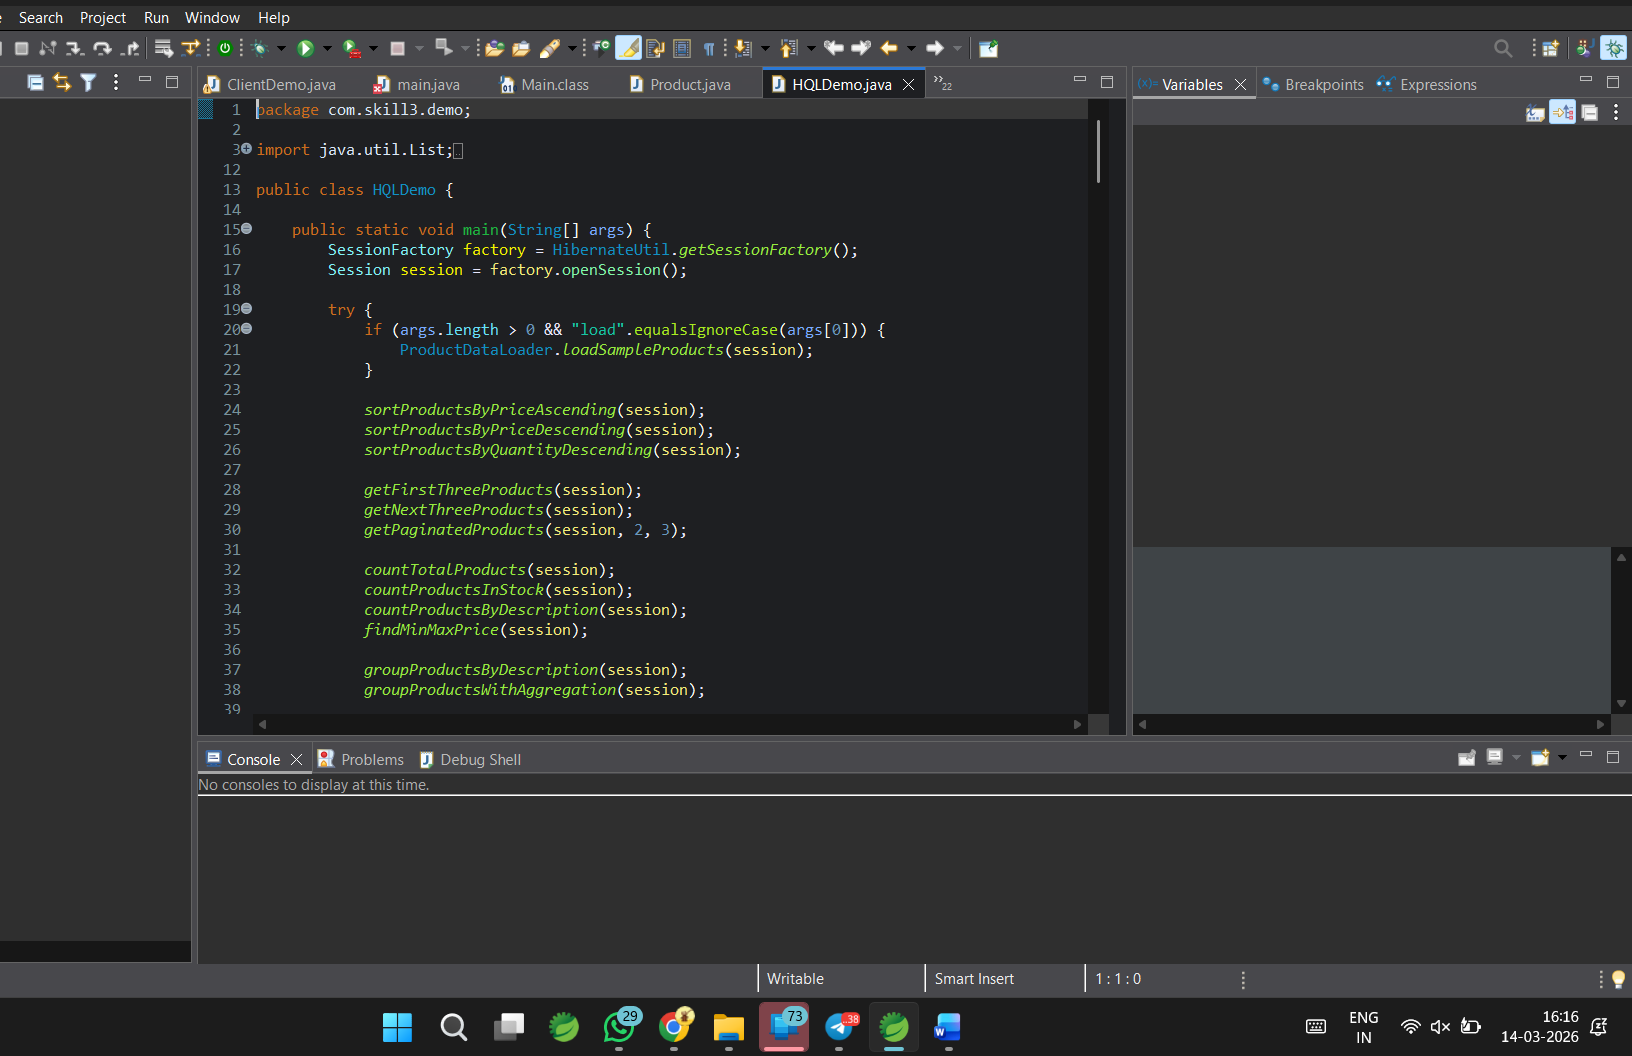 Search Project Run Window Help
ClientDemo.java main.java Main.class Product.java HQLDemo.java 22
Variables Breakpoints Expressions
1 package com.skill3.demo;
2
3 import java.util.List;
12
13 public class HQLDemo {
14
15 public static void main(String[] args) {
16 SessionFactory factory = HibernateUtil.getSessionFactory();
17 Session session = factory.openSession();
18
19 try {
20 if (args.length > 0 && "load".equalsIgnoreCase(args[0])) {
21 ProductDataLoader.loadSampleProducts(session);
22 }
23
24 sortProductsByPriceAscending(session);
25 sortProductsByPriceDescending(session);
26 sortProductsByQuantityDescending(session);
27
28 getFirstThreeProducts(session);
29 getNextThreeProducts(session);
30 getPaginatedProducts(session, 2, 3);
31
32 countTotalProducts(session);
33 countProductsInStock(session);
34 countProductsByDescription(session);
35 findMinMaxPrice(session);
36
37 groupProductsByDescription(session);
38 groupProductsWithAggregation(session);
39
Console Problems Debug Shell
No consoles to display at this time.
Writable Smart Insert 1 : 1 : 0
29 73 ..38
ENG
IN
16:16
14-03-2026